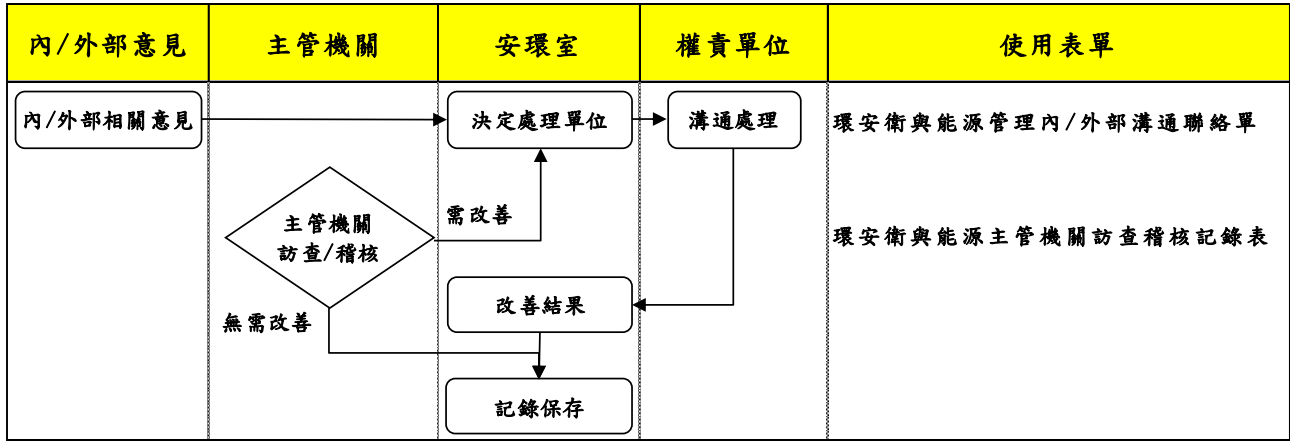 內/外部意見
主管機關
安環室
權責單位
使用表單
內/外部相關意見
決定處理單位
溝通處理
環安衛與能源管理內/外部溝通聯絡單
主管機關
訪查/稽核
需改善
環安衛與能源主管機關訪查稽核記錄表
改善結果
無需改善
記錄保存